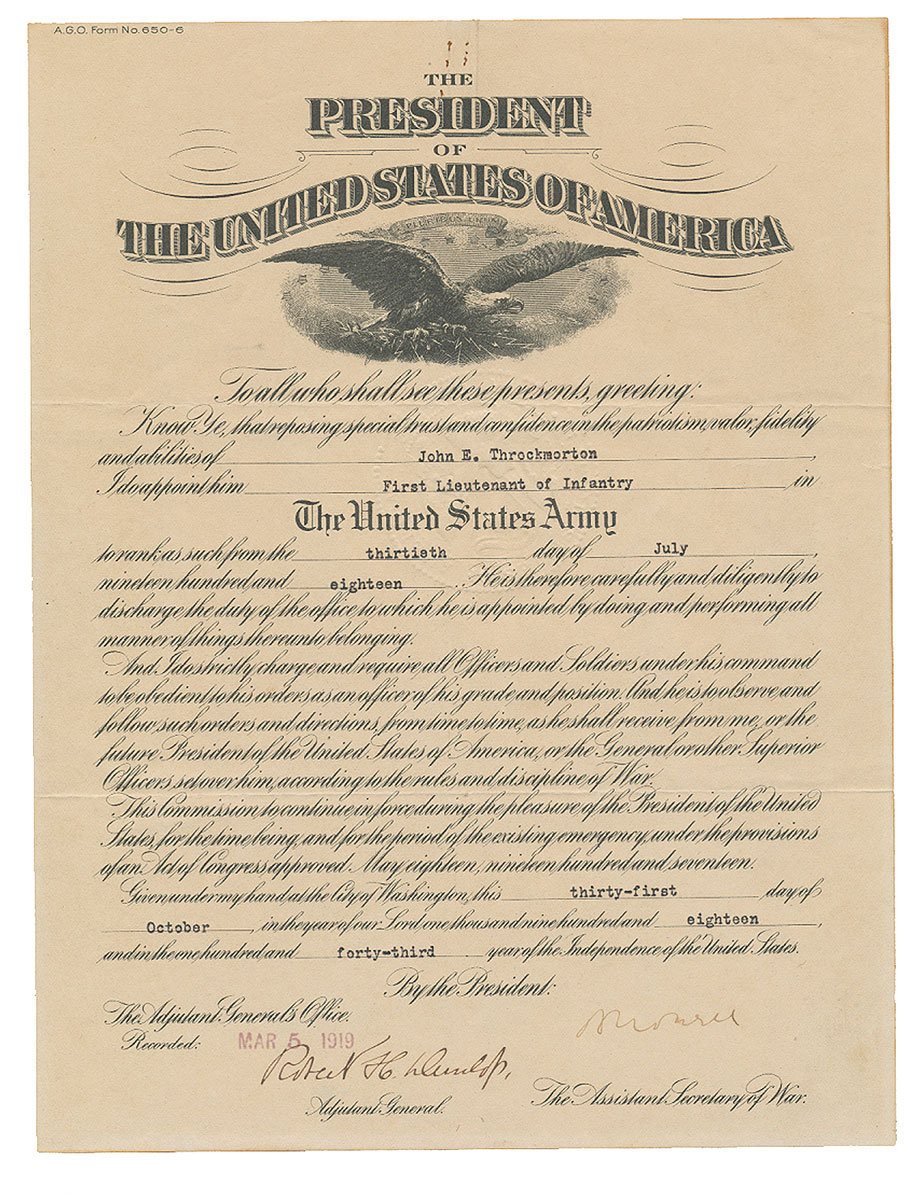 A.G.O. Form No. 650-6
THE
PRESIDENT
OF
THE UNITED STATES OF AMERICA
E PLURIBUS UNUM
To all who shall see these presents, greeting:
Know Ye, that reposing special trust and confidence in the patriotism, valor, fidelity
and abilities of John E. Throckmorton,
I do appoint him First Lieutenant of Infantry in
The United States Army
to rank as such from the thirtieth day of July,
nineteen hundred and eighteen. He is therefore carefully and diligently to
discharge the duty of the office to which he is appointed by doing and performing all
manner of things thereunto belonging.
And I do strictly charge and require all Officers and Soldiers under his command
to be obedient to his orders as an officer of his grade and position. And he is to observe and
follow such orders and directions, from time to time, as he shall receive from me, or the
future President of the United States of America, or the General or other Superior
Officers set over him, according to the rules and discipline of War.
This Commission to continue in force during the pleasure of the President of the United
States, for the time being, and for the period of the existing emergency, under the provisions
of an Act of Congress approved May eighteen, nineteen hundred and seventeen.
Given under my hand at the City of Washington, this thirty-first day of
October, in the year of our Lord one thousand nine hundred and eighteen,
and in the one hundred and forty-third year of the Independence of the United States.
By the President:
The Adjutant General's Office.
Recorded: MAR 5 1919
Robert H. Dunlop,
Adjutant General.
The Assistant Secretary of War.